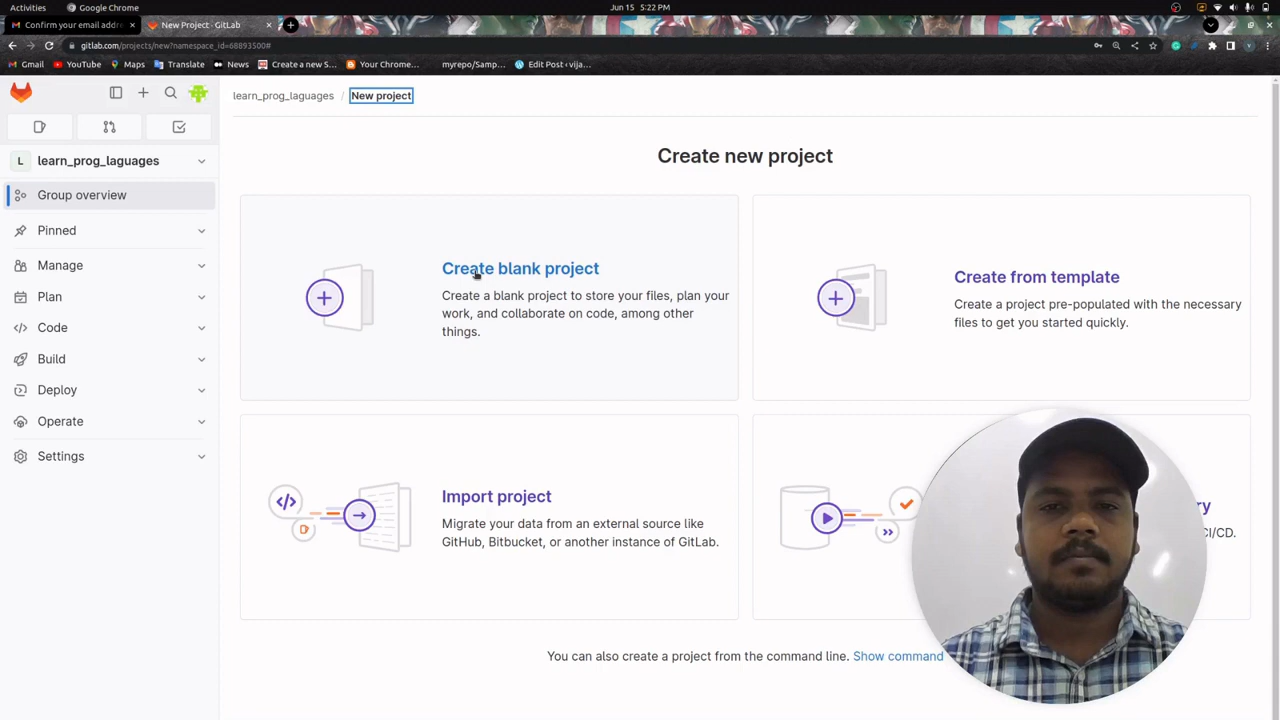 Activities
Google Chrome
Jun 15 5:22 PM
Confirm your email addre
New Project · GitLab
gitlab.com/projects/new?namespace_id=68893500#
Gmail
YouTube
Maps
Translate
News
Create a new S...
Your Chrome...
myrepo/Samp...
Edit Post ‹ vija...
learn_prog_laguages / New project
L learn_prog_laguages
Group overview
Pinned
Manage
Plan
Code
Build
Deploy
Operate
Settings
Create new project
Create blank project
Create a blank project to store your files, plan your
work, and collaborate on code, among other
things.
Create from template
Create a project pre-populated with the necessary
files to get you started quickly.
Import project
Migrate your data from an external source like
GitHub, Bitbucket, or another instance of GitLab.
ry
CI/CD.
You can also create a project from the command line. Show command